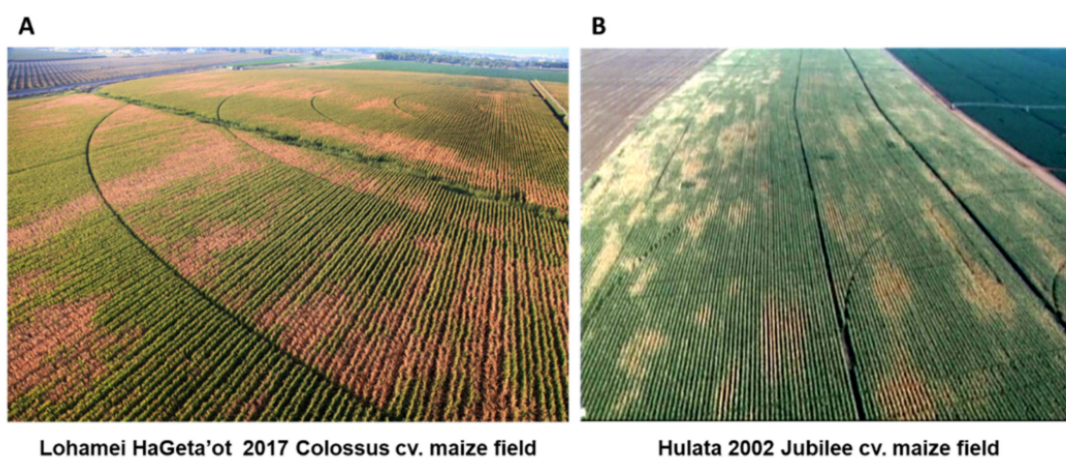 A
B
Lohamei HaGeta'ot 2017 Colossus cv. maize field
Hulata 2002 Jubilee cv. maize field